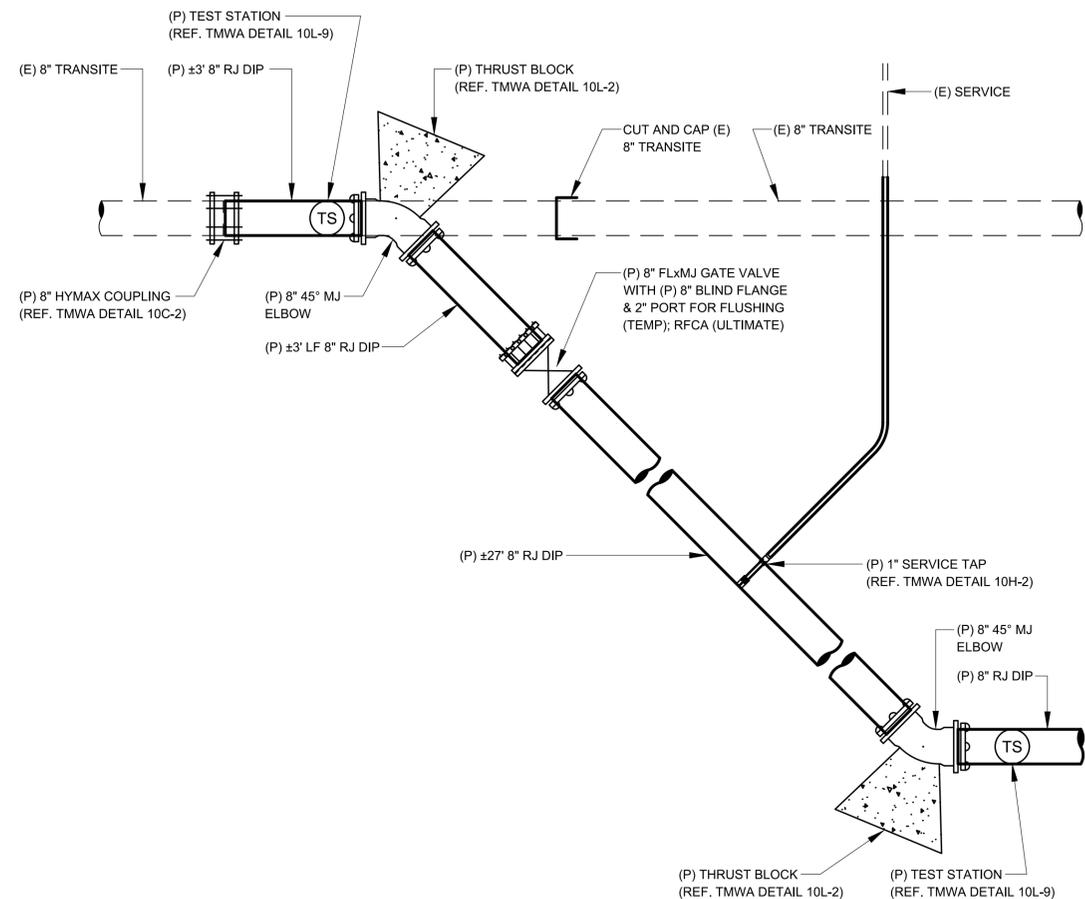 (P) TEST STATION
(REF. TMWA DETAIL 10L-9)
(E) 8" TRANSITE
(P) ±3' 8" RJ DIP
(P) THRUST BLOCK
(REF. TMWA DETAIL 10L-2)
(E) SERVICE
CUT AND CAP (E)
8" TRANSITE
(E) 8" TRANSITE
TS
(P) 8" HYMAX COUPLING
(REF. TMWA DETAIL 10C-2)
(P) 8" 45° MJ
ELBOW
(P) ±3' LF 8" RJ DIP
(P) 8" FLxMJ GATE VALVE
WITH (P) 8" BLIND FLANGE
& 2" PORT FOR FLUSHING
(TEMP); RFCA (ULTIMATE)
(P) ±27' 8" RJ DIP
(P) 1" SERVICE TAP
(REF. TMWA DETAIL 10H-2)
(P) 8" 45° MJ
ELBOW
(P) 8" RJ DIP
TS
(P) THRUST BLOCK
(REF. TMWA DETAIL 10L-2)
(P) TEST STATION
(REF. TMWA DETAIL 10L-9)